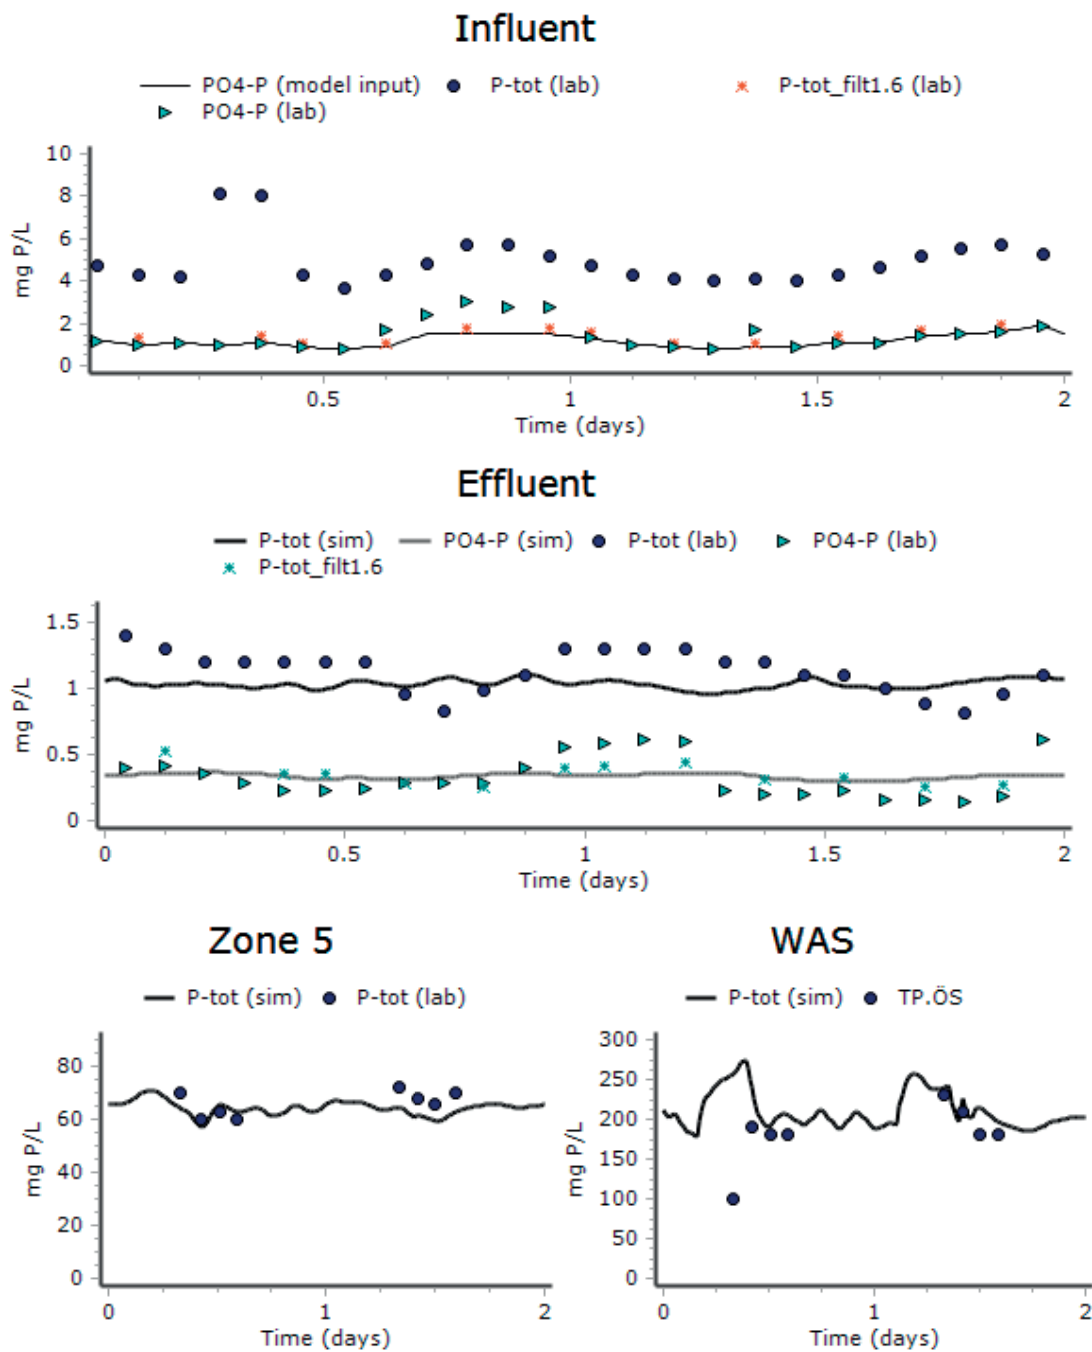 Influent
PO4-P (model input) P-tot (lab) P-tot_filt1.6 (lab)
PO4-P (lab)
10
8
6
4
2
0
mg P/L
0.5 1 1.5 2
Time (days)
Effluent
P-tot (sim) PO4-P (sim) P-tot (lab) PO4-P (lab)
P-tot_filt1.6
1.5
1
0.5
0
mg P/L
0 0.5 1 1.5 2
Time (days)
Zone 5
P-tot (sim) P-tot (lab)
80
60
40
20
0
mg P/L
0 1 2
Time (days)
WAS
P-tot (sim) TP.ÖS
300
250
200
150
100
50
0
mg P/L
0 1 2
Time (days)